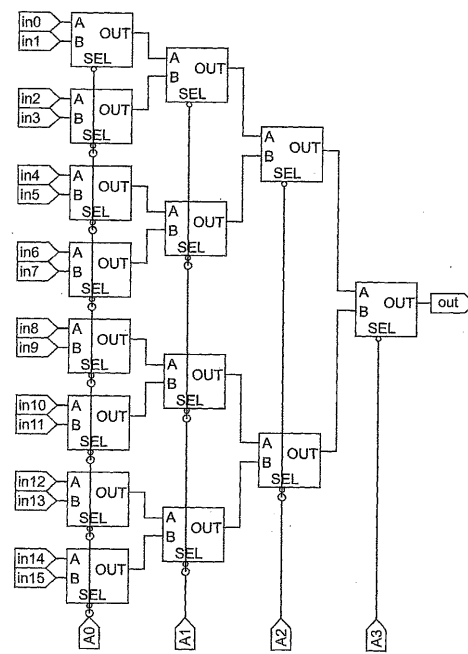 in0
in1
A
B
OUT
SEL
in2
in3
A
B
OUT
SEL
A
B
OUT
SEL
in4
in5
A
B
OUT
SEL
in6
in7
A
B
OUT
SEL
A
B
OUT
SEL
A
B
OUT
SEL
in8
in9
A
B
OUT
SEL
in10
in11
A
B
OUT
SEL
A
B
OUT
SEL
in12
in13
A
B
OUT
SEL
in14
in15
A
B
OUT
SEL
A
B
OUT
SEL
A
B
OUT
SEL
A
B
OUT
SEL
out
A0
A1
A2
A3